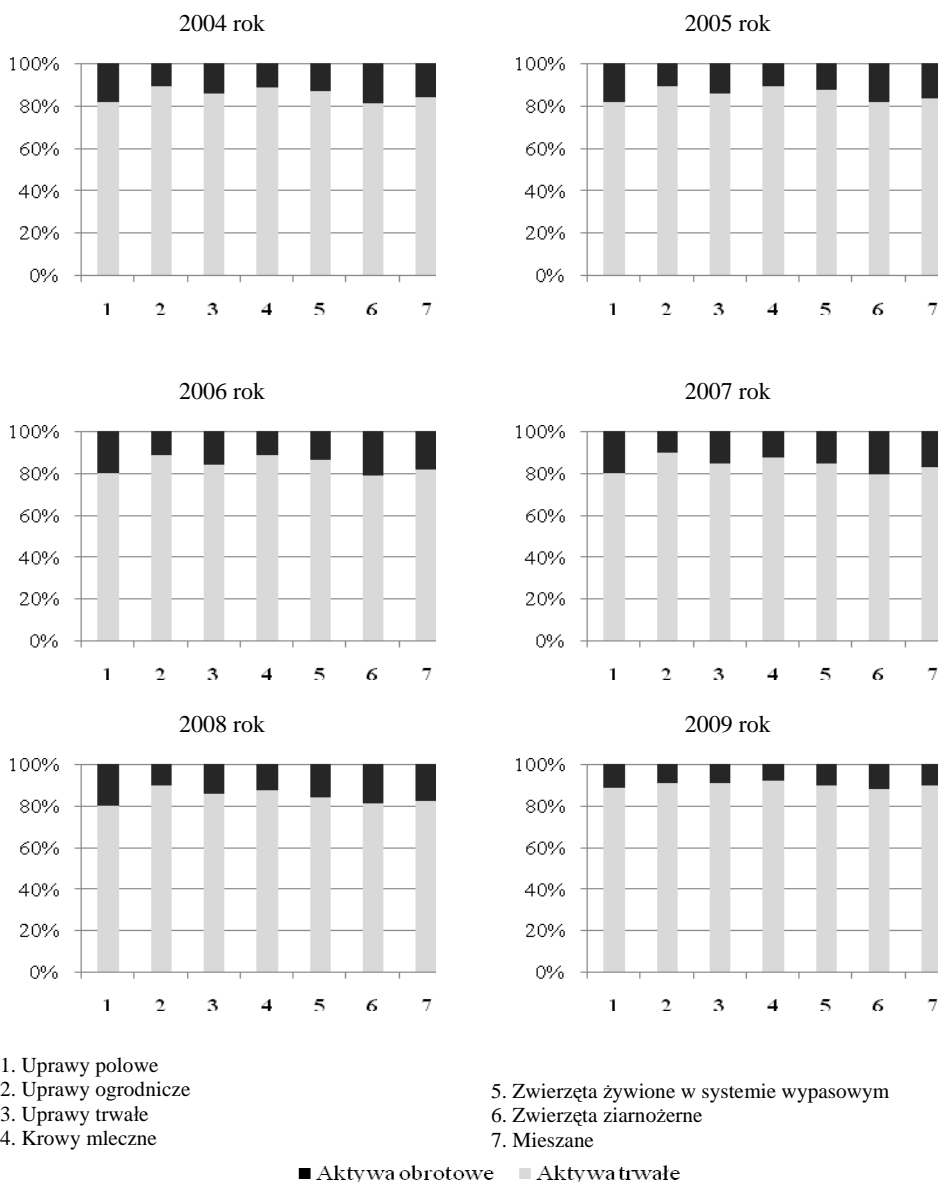 2004 rok
100%
80%
60%
40%
20%
0%
1 2 3 4 5 6 7
2005 rok
100%
80%
60%
40%
20%
0%
1 2 3 4 5 6 7
2006 rok
100%
80%
60%
40%
20%
0%
1 2 3 4 5 6 7
2007 rok
100%
80%
60%
40%
20%
0%
1 2 3 4 5 6 7
2008 rok
100%
80%
60%
40%
20%
0%
1 2 3 4 5 6 7
2009 rok
100%
80%
60%
40%
20%
0%
1 2 3 4 5 6 7
1. Uprawy polowe
2. Uprawy ogrodnicze
3. Uprawy trwałe
4. Krowy mleczne
5. Zwierzęta żywione w systemie wypasowym
6. Zwierzęta ziarnożerne
7. Mieszane
Aktywa obrotowe Aktywa trwałe